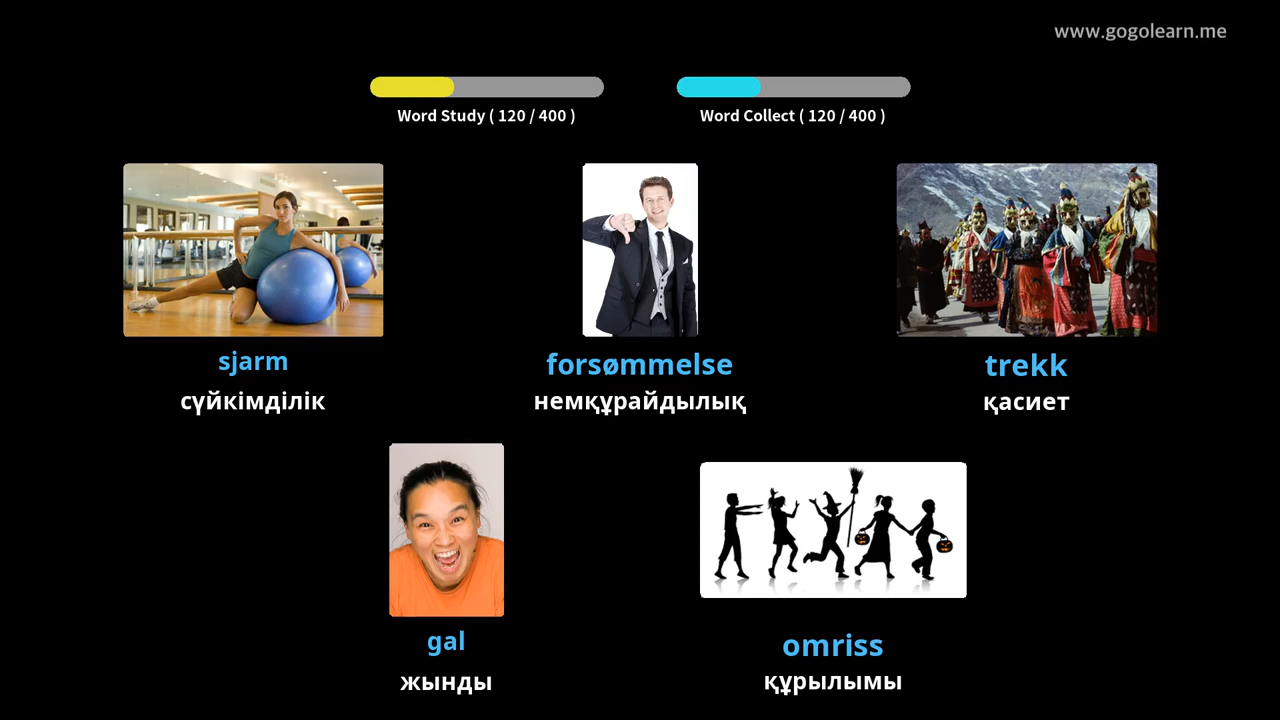 www.gogolearn.me
Word Study ( 120 / 400 )
Word Collect ( 120 / 400 )
sjarm
сүйкімділік
forsømmelse
немқұрайдылық
trekk
қасиет
gal
жынды
omriss
құрылымы